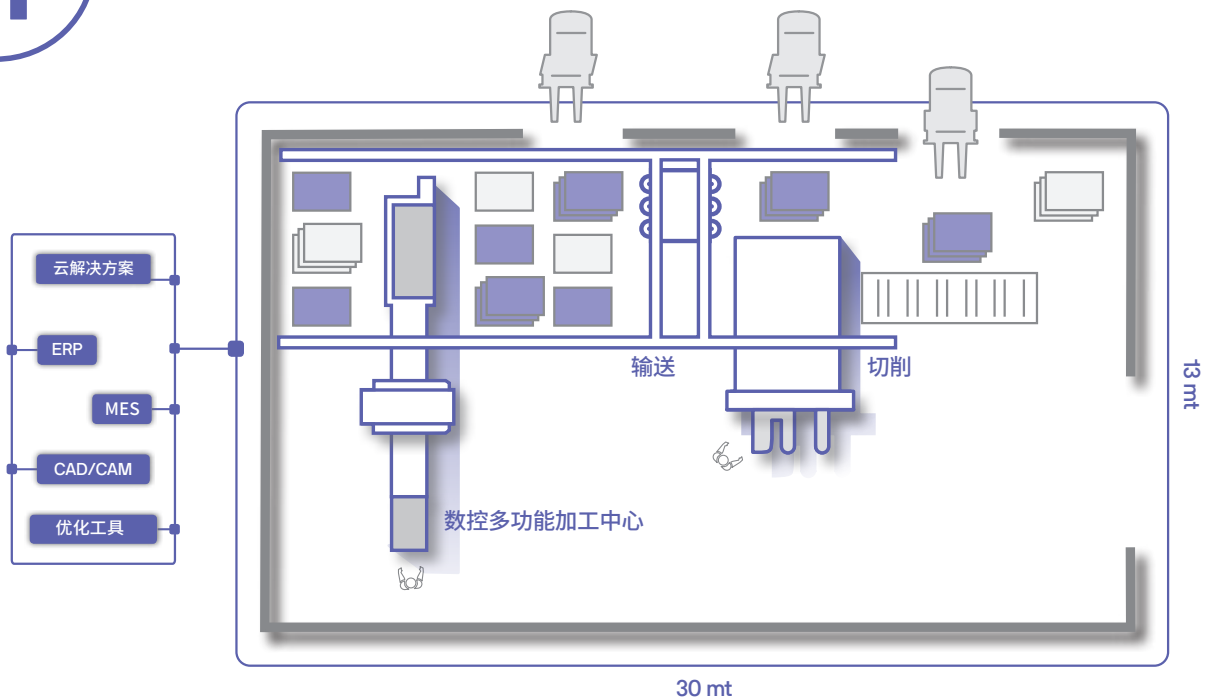 云解决方案
ERP
MES
CAD/CAM
优化工具
输送
切削
数控多功能加工中心
13 mt
30 mt